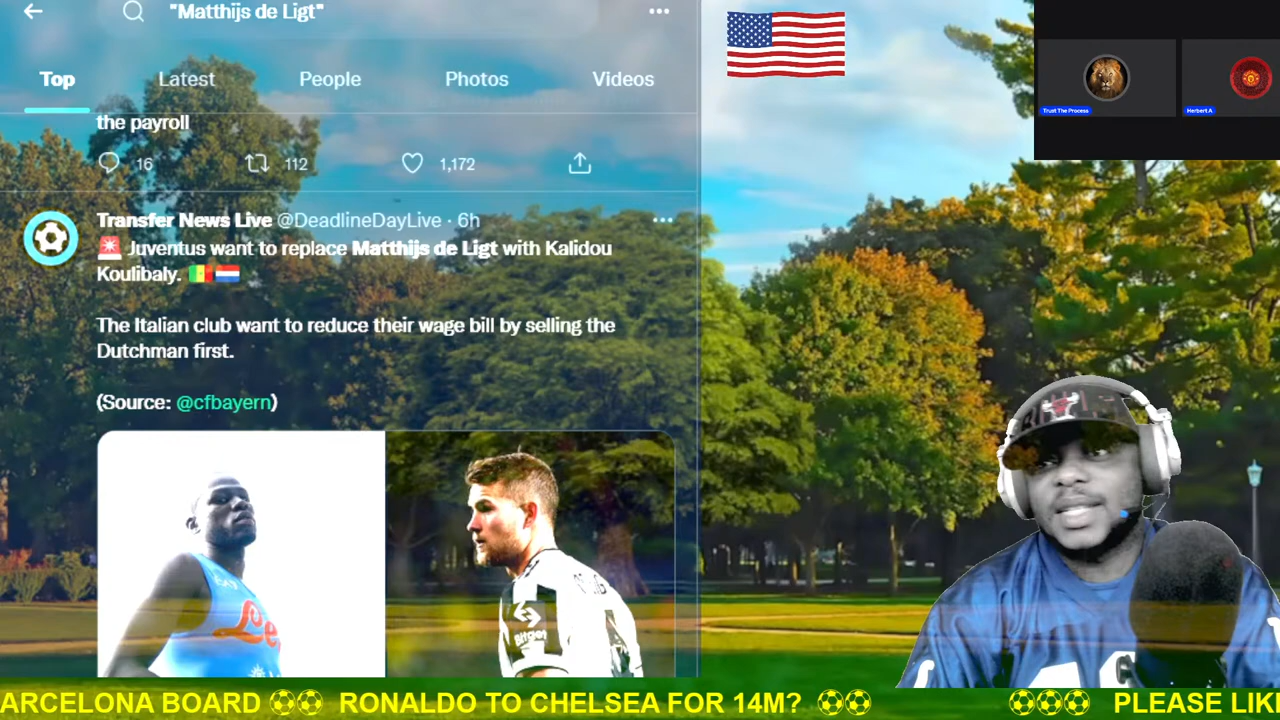 "Matthijs de Ligt"
Top
Latest
People
Photos
Videos
the payroll
16
112
1,172
Transfer News Live @DeadlineDayLive · 6h
🚨 Juventus want to replace Matthijs de Ligt with Kalidou
Koulibaly. 🇸🇳🇳🇱
The Italian club want to reduce their wage bill by selling the
Dutchman first.
(Source: @cfbayern)
Bitget
Trust The Process
Herbert A
ARCELONA BOARD ⚽⚽ RONALDO TO CHELSEA FOR 14M? ⚽⚽ ⚽⚽⚽ PLEASE LIK